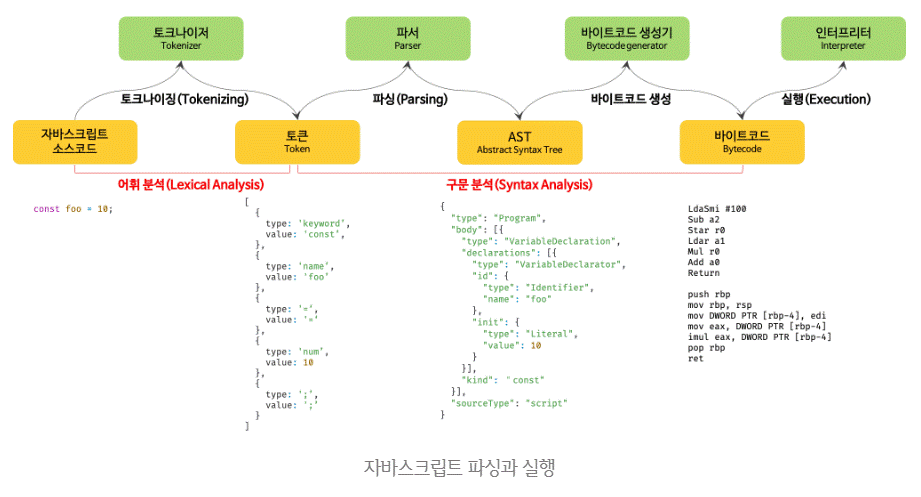 토크나이저
Tokenizer
파서
Parser
바이트코드 생성기
Bytecode generator
인터프리터
Interpreter
토크나이징(Tokenizing)
파싱(Parsing)
바이트코드 생성
실행(Execution)
자바스크립트
소스코드
토큰
Token
AST
Abstract Syntax Tree
바이트코드
Bytecode
어휘 분석(Lexical Analysis)
구문 분석(Syntax Analysis)
const foo = 10;
[
{
type: 'keyword',
value: 'const',
},
{
type: 'name',
value: 'foo'
},
{
type: '=',
value: '='
},
{
type: 'num',
value: 10
},
{
type: ';',
value: ';'
}
]
{
"type": "Program",
"body": [{
"type": "VariableDeclaration",
"declarations": [{
"type": "VariableDeclarator",
"id": {
"type": "Identifier",
"name": "foo"
},
"init": {
"type": "Literal",
"value": 10
}
}],
"kind": "const"
}],
"sourceType": "script"
}
LdaSmi #100
Sub a2
Star r0
Ldar a1
Mul r0
Add a0
Return
push rbp
mov rbp, rsp
mov DWORD PTR [rbp-4], edi
mov eax, DWORD PTR [rbp-4]
imul eax, DWORD PTR [rbp-4]
pop rbp
ret
자바스크립트 파싱과 실행